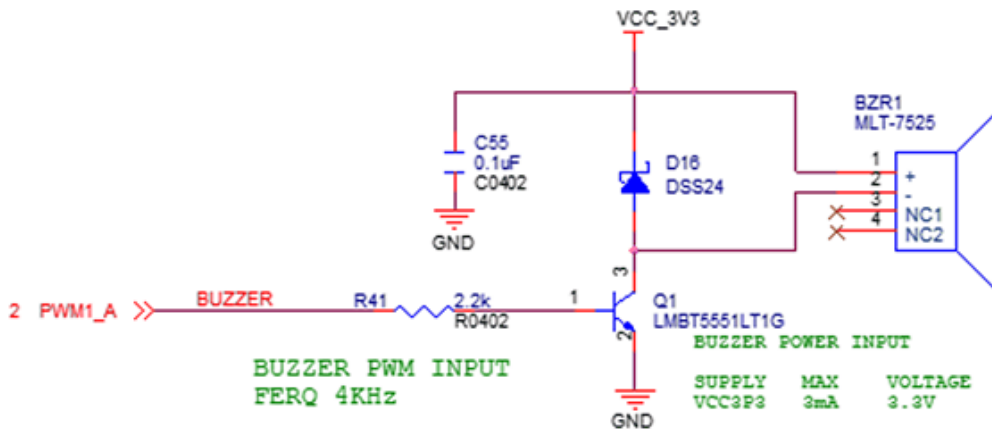 VCC_3V3
BZR1
MLT-7525
C55
0.1uF
C0402
D16
DSS24
1
2
3
4
+
-
NC1
NC2
GND
3
2 PWM1_A
BUZZER
R41
2.2k
R0402
1
Q1
LMBT5551LT1G
2
BUZZER POWER INPUT
BUZZER PWM INPUT
FERQ 4KHz
SUPPLY MAX VOLTAGE
VCC3P3 3mA 3.3V
GND